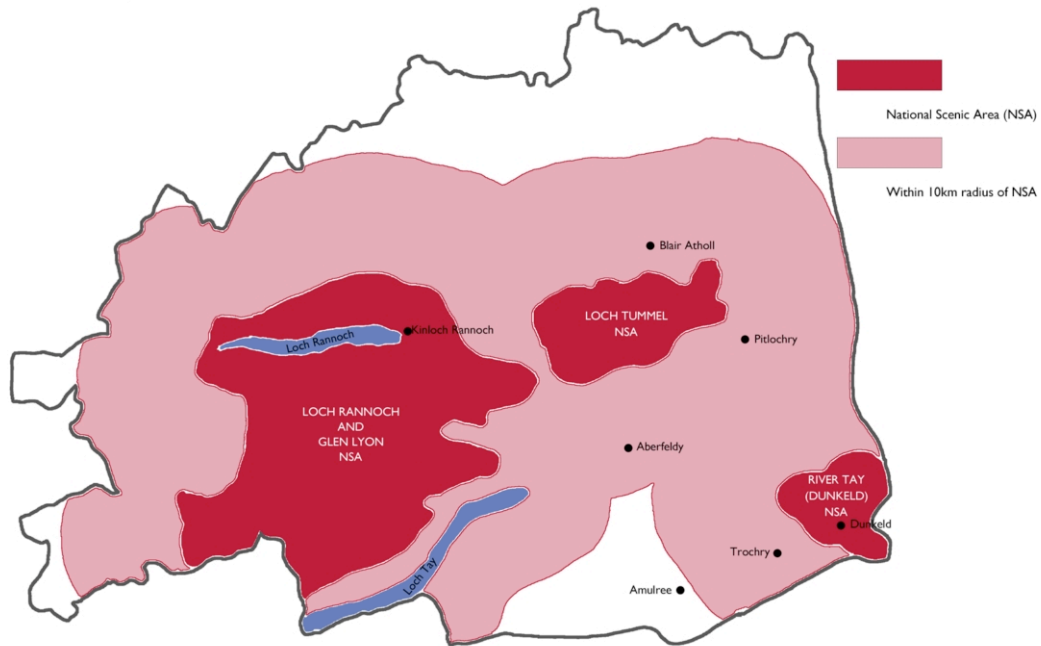 National Scenic Area (NSA)
Within 10km radius of NSA
Blair Atholl
LOCH TUMMEL
NSA
Kinloch Rannoch
Loch Rannoch
Pitlochry
LOCH RANNOCH
AND
GLEN LYON
NSA
Aberfeldy
RIVER TAY
(DUNKELD)
NSA
Dunkeld
Trochry
Loch Tay
Amulree